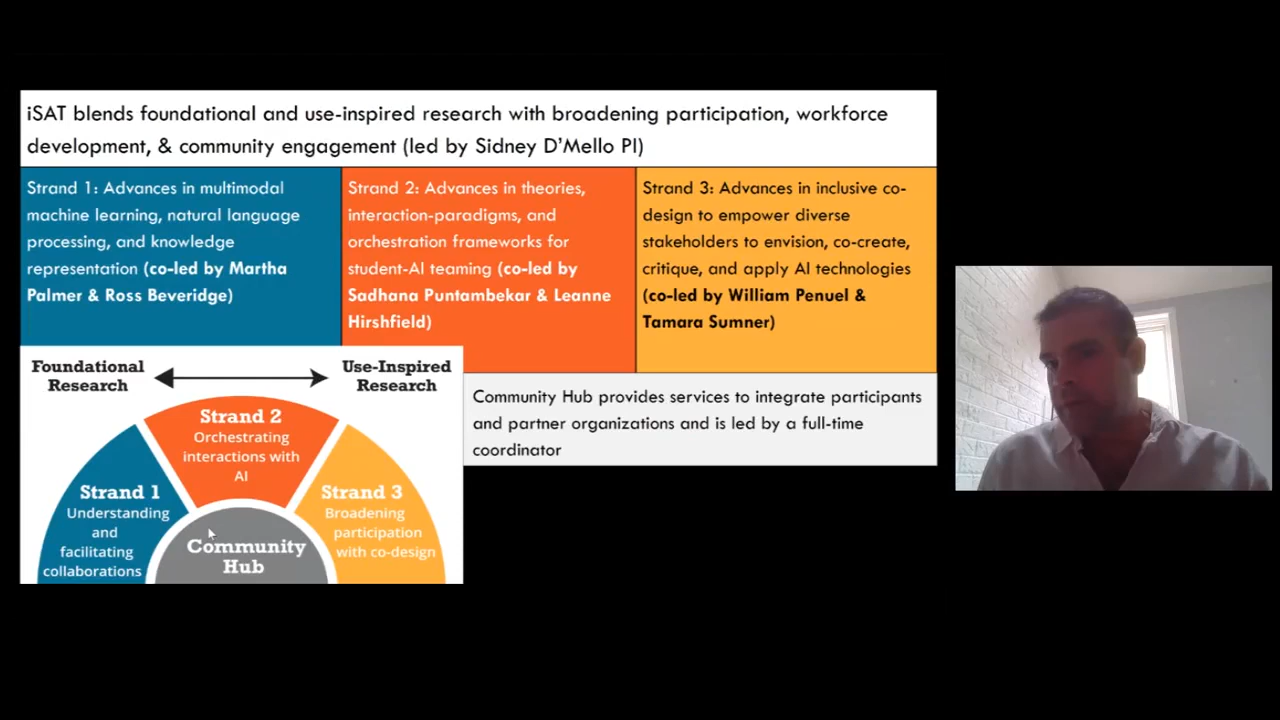 iSAT blends foundational and use-inspired research with broadening participation, workforce
development, & community engagement (led by Sidney D’Mello PI)
Strand 1: Advances in multimodal
machine learning, natural language
processing, and knowledge
representation (co-led by Martha
Palmer & Ross Beveridge)
Strand 2: Advances in theories,
interaction-paradigms, and
orchestration frameworks for
student-AI teaming (co-led by
Sadhana Puntambekar & Leanne
Hirshfield)
Strand 3: Advances in inclusive co-
design to empower diverse
stakeholders to envision, co-create,
critique, and apply AI technologies
(co-led by William Penuel &
Tamara Sumner)
Foundational
Research
Use-Inspired
Research
Strand 1
Understanding
and
facilitating
collaborations
Strand 2
Orchestrating
interactions with
AI
Strand 3
Broadening
participation
with co-design
Community
Hub
Community Hub provides services to integrate participants
and partner organizations and is led by a full-time
coordinator